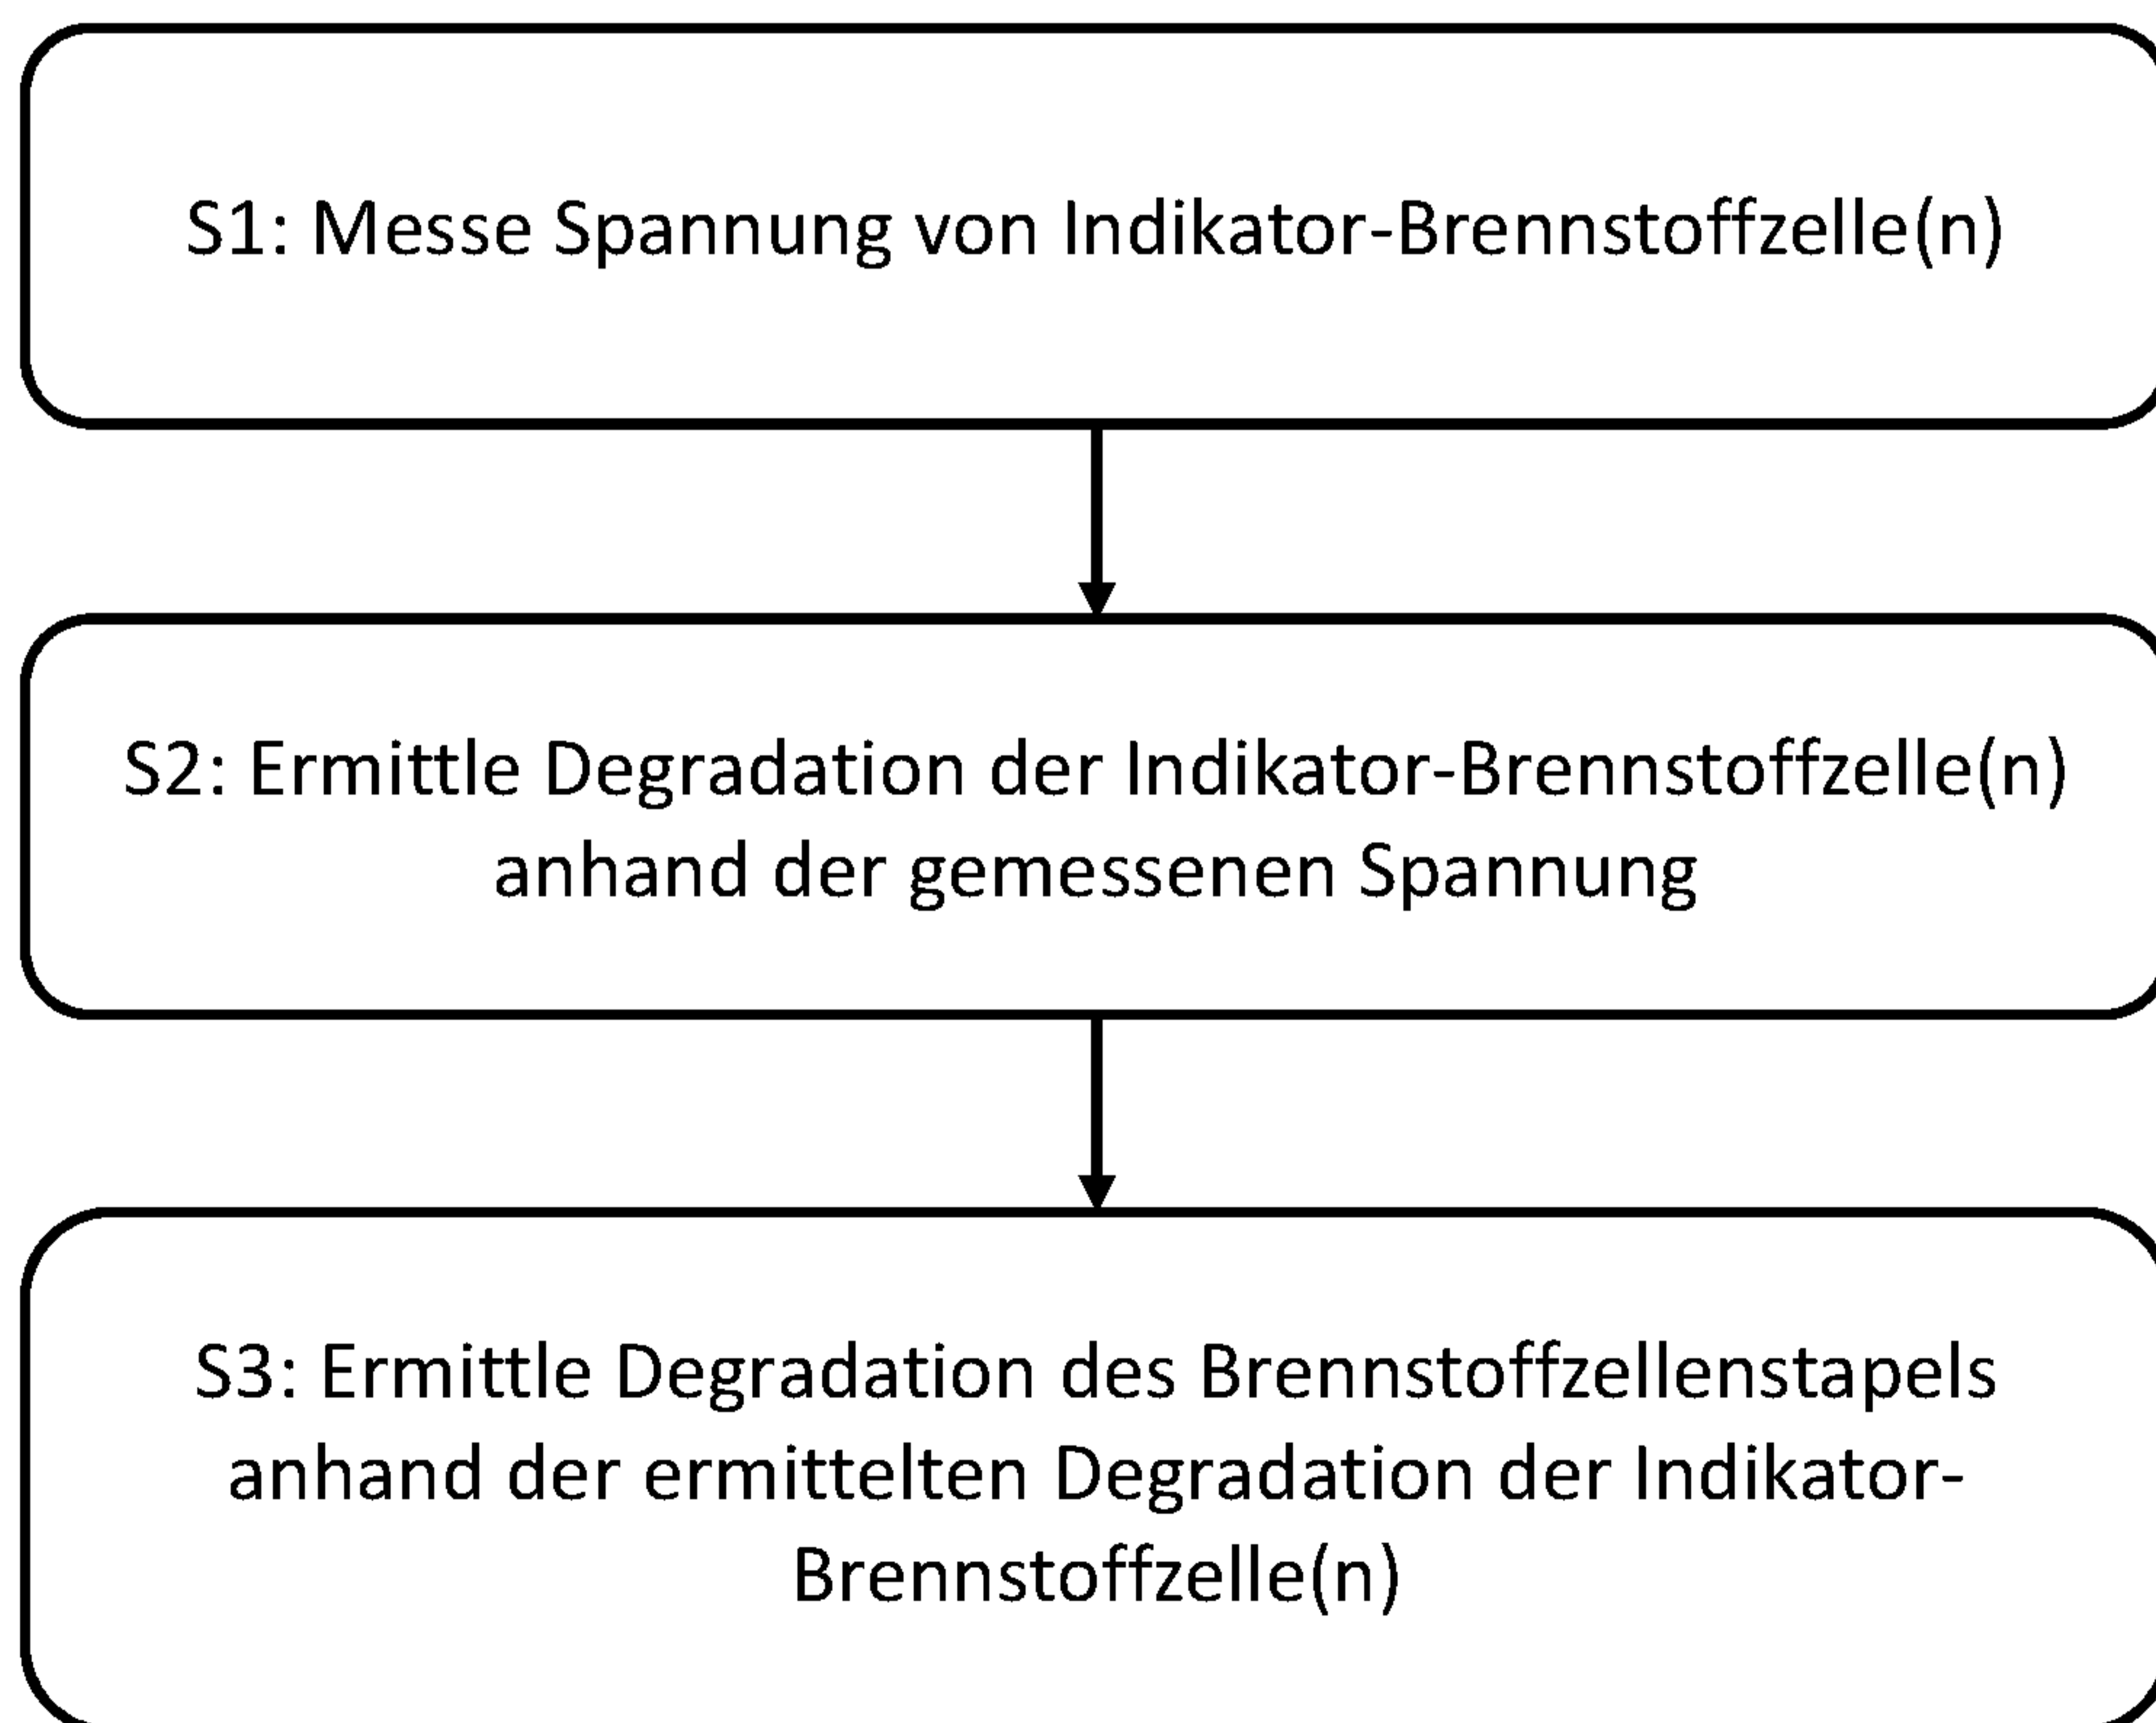 S1: Messe Spannung von Indikator-Brennstoffzelle(n)
S2: Ermittle Degradation der Indikator-Brennstoffzelle(n)
anhand der gemessenen Spannung
S3: Ermittle Degradation des Brennstoffzellenstapels
anhand der ermittelten Degradation der Indikator-
Brennstoffzelle(n)